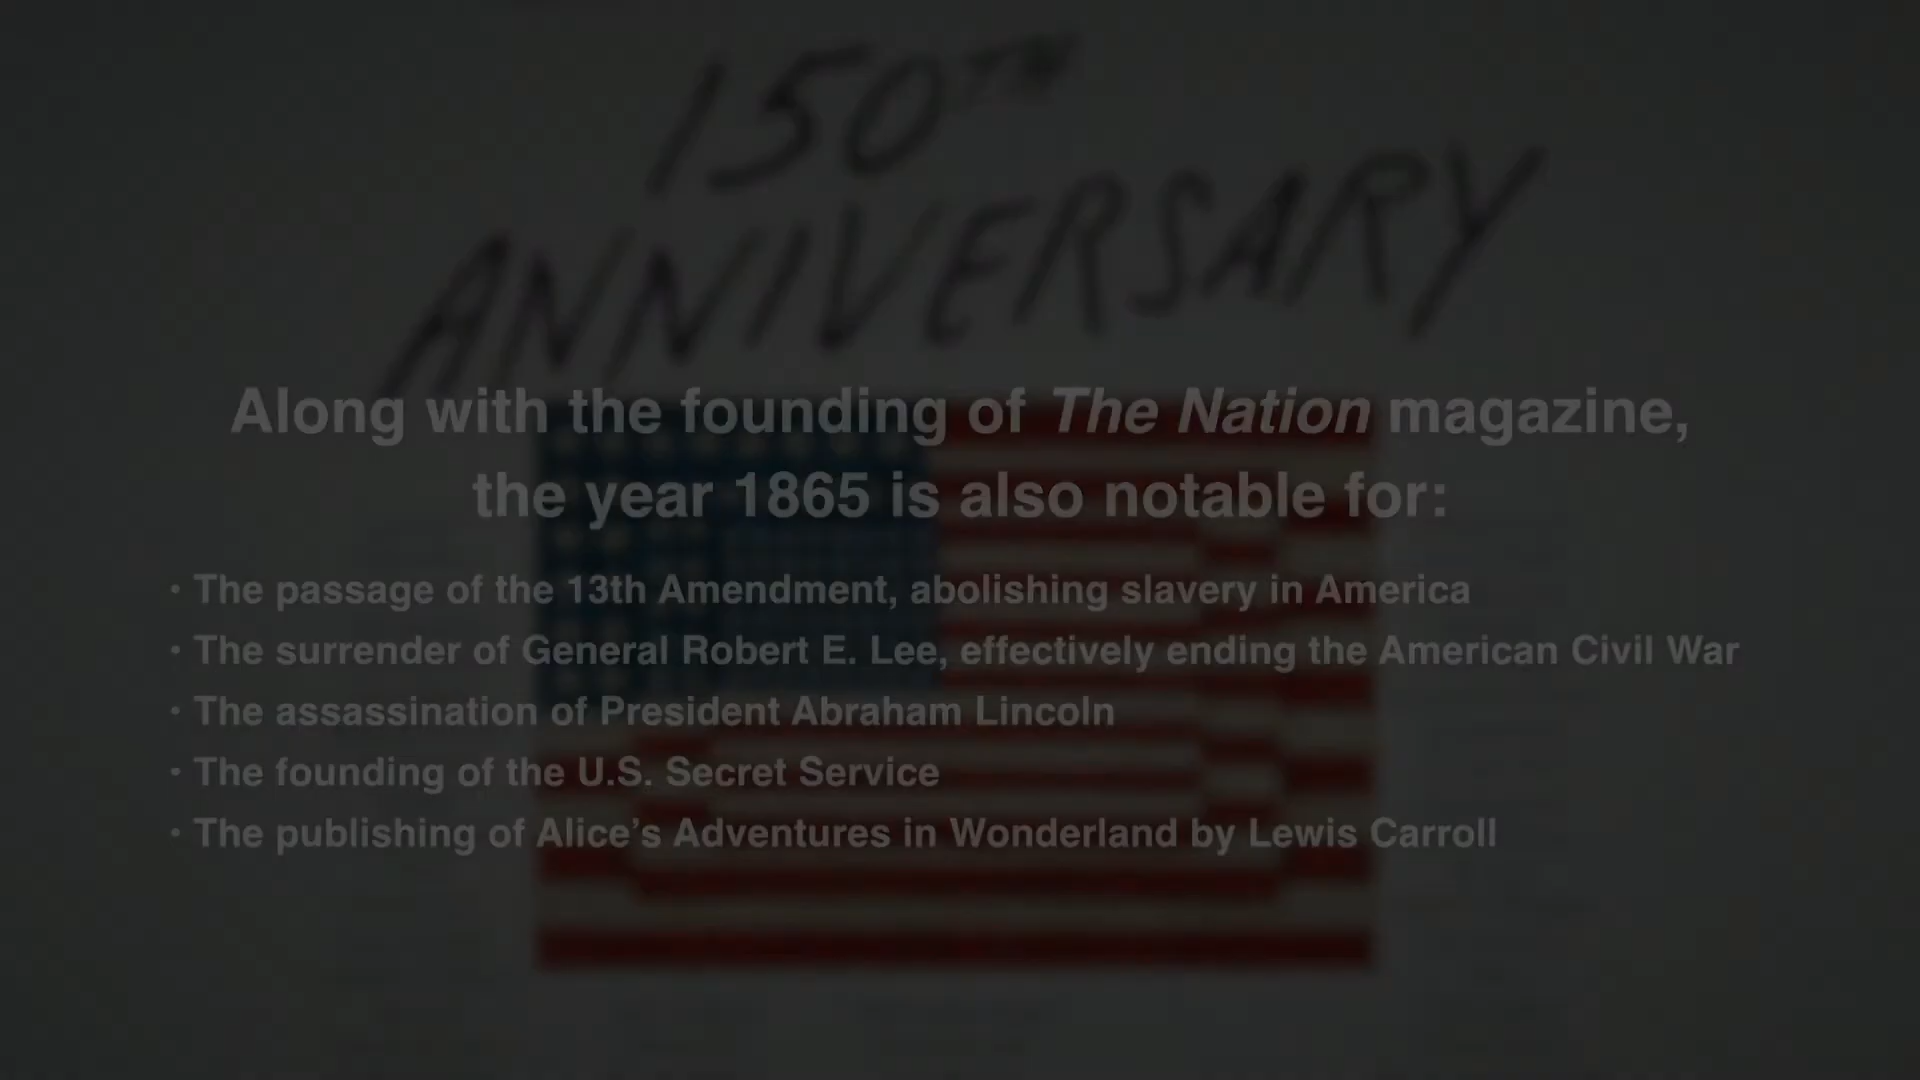 150TH
ANNIVERSARY
Along with the founding of The Nation magazine,
the year 1865 is also notable for:
• The passage of the 13th Amendment, abolishing slavery in America
• The surrender of General Robert E. Lee, effectively ending the American Civil War
• The assassination of President Abraham Lincoln
• The founding of the U.S. Secret Service
• The publishing of Alice’s Adventures in Wonderland by Lewis Carroll